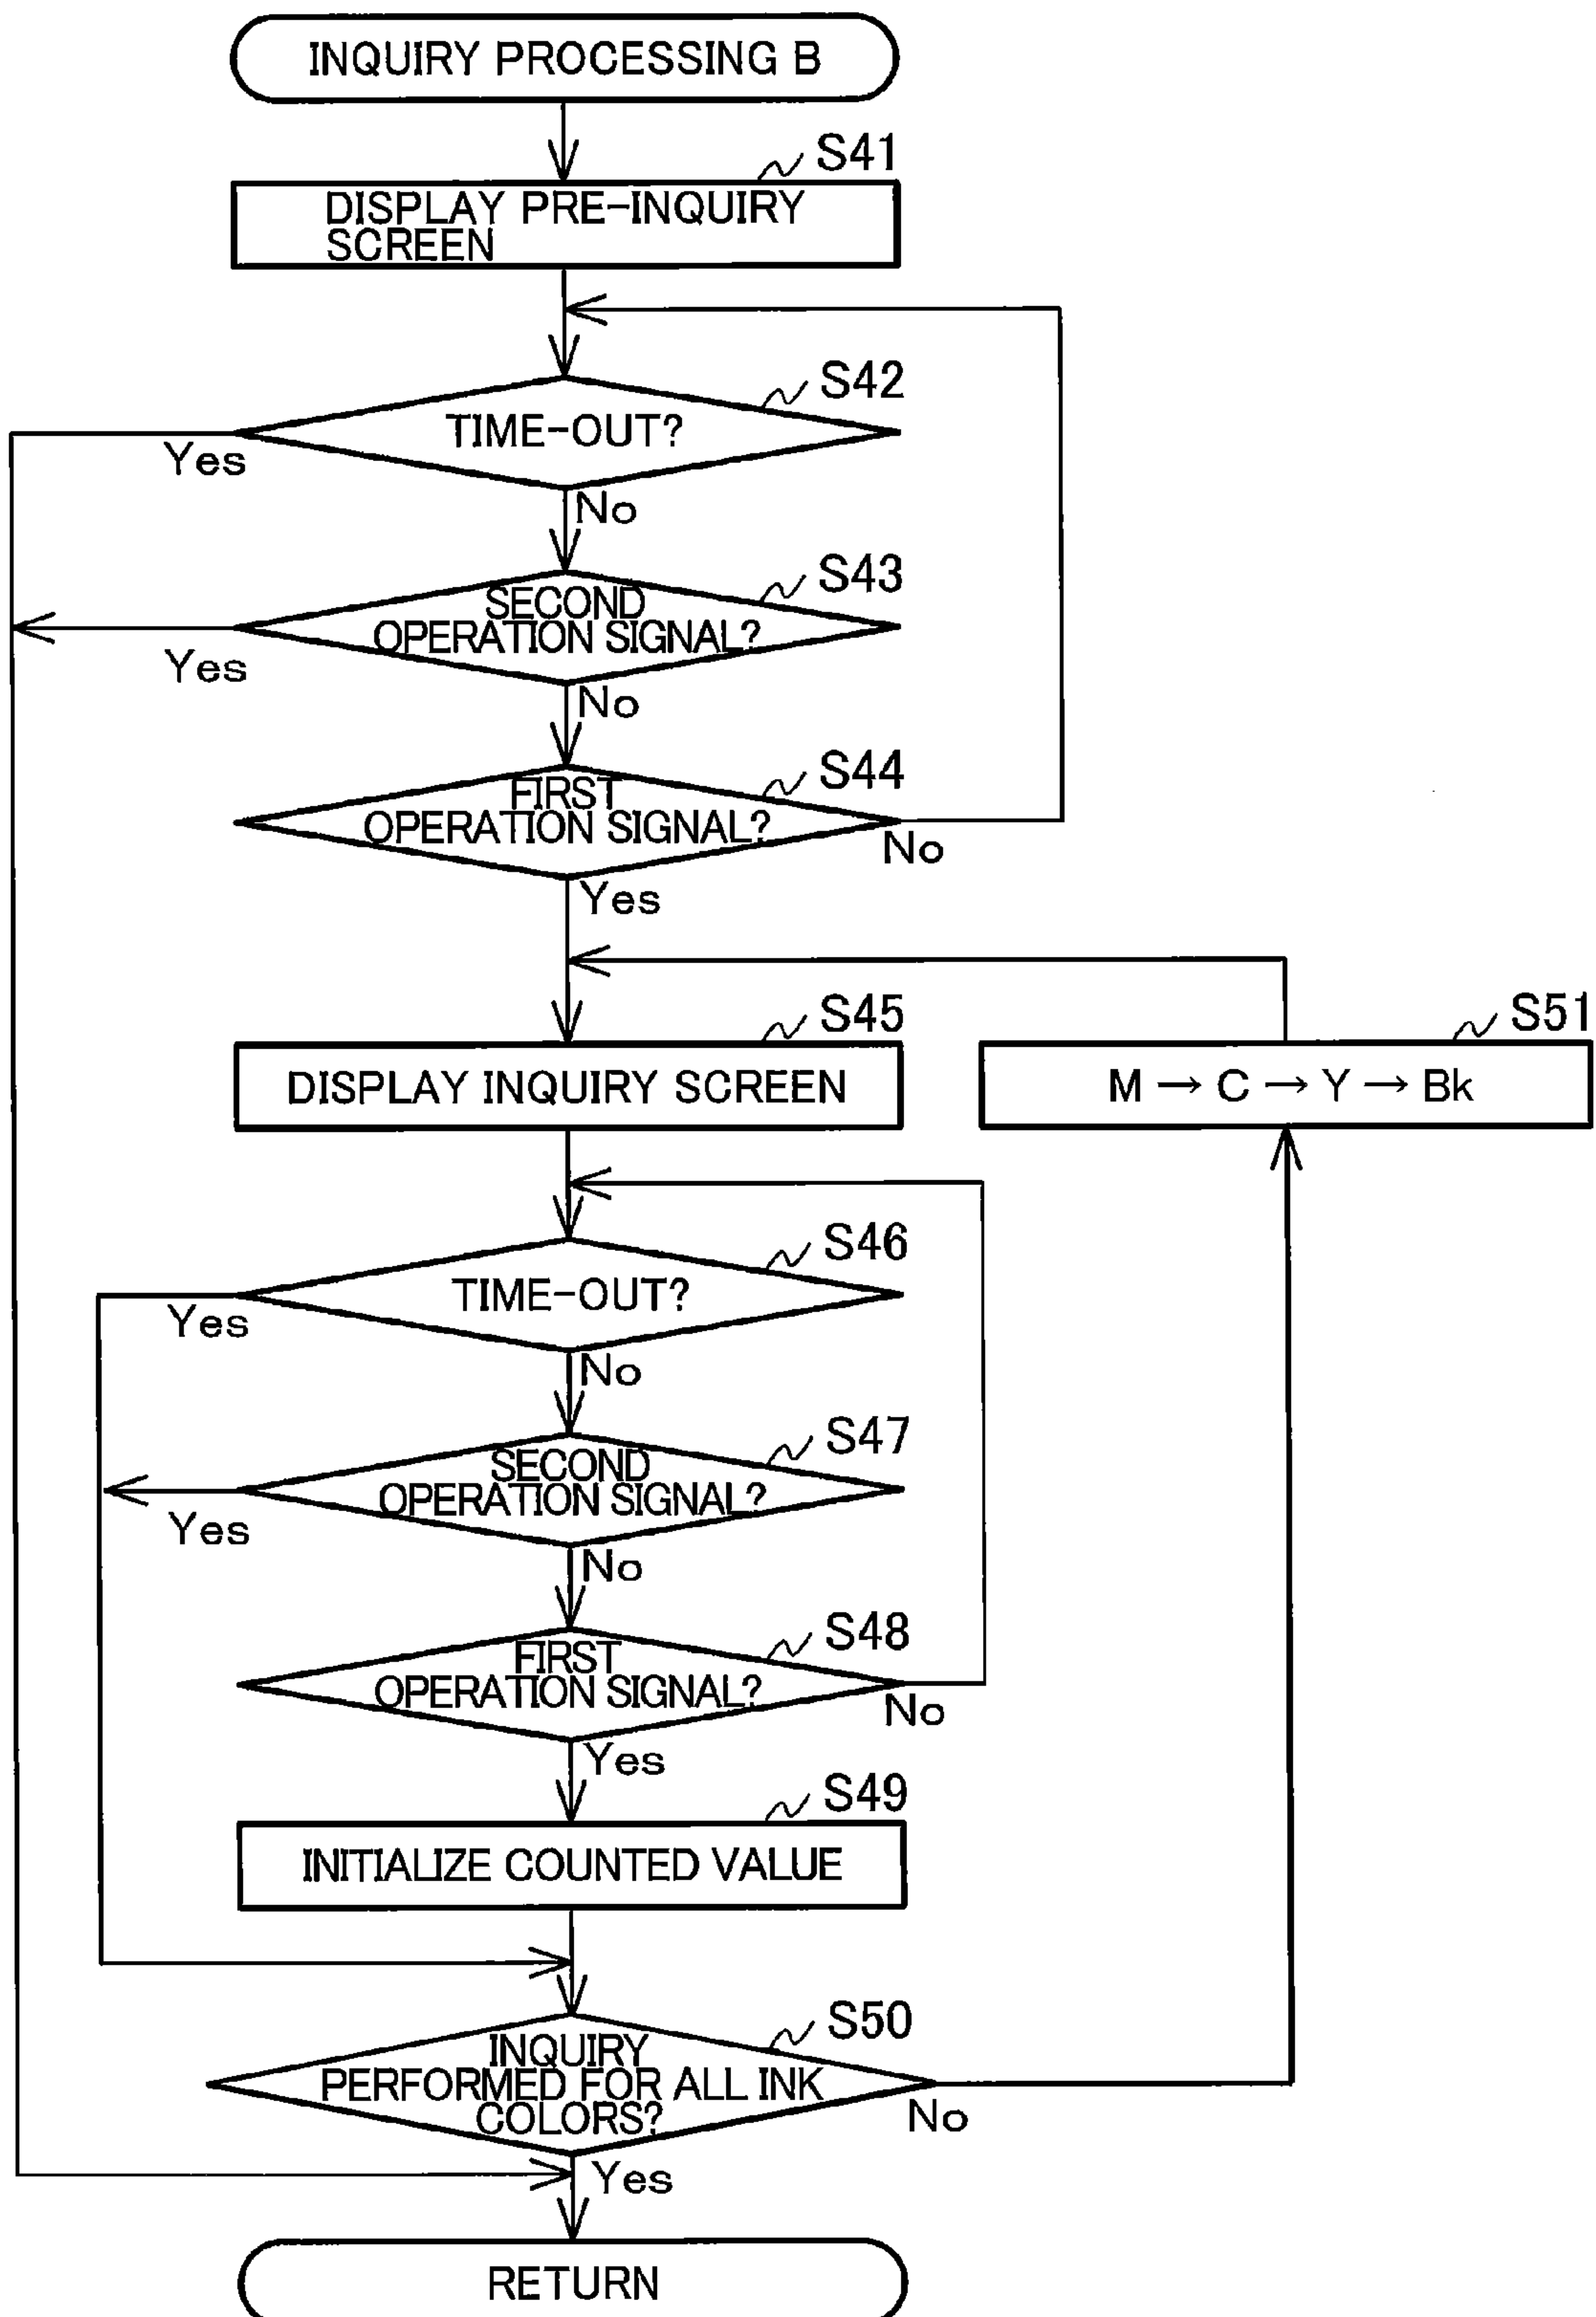 INQUIRY PROCESSING B
S41
DISPLAY PRE-INQUIRY
SCREEN
S42
TIME-OUT?
Yes
No
S43
SECOND
OPERATION SIGNAL?
Yes
No
S44
FIRST
OPERATION SIGNAL?
No
Yes
S45
DISPLAY INQUIRY SCREEN
S51
M → C → Y → Bk
S46
TIME-OUT?
Yes
No
S47
SECOND
OPERATION SIGNAL?
Yes
No
S48
FIRST
OPERATION SIGNAL?
No
Yes
S49
INITIALIZE COUNTED VALUE
S50
INQUIRY
PERFORMED FOR ALL INK
COLORS?
No
Yes
RETURN